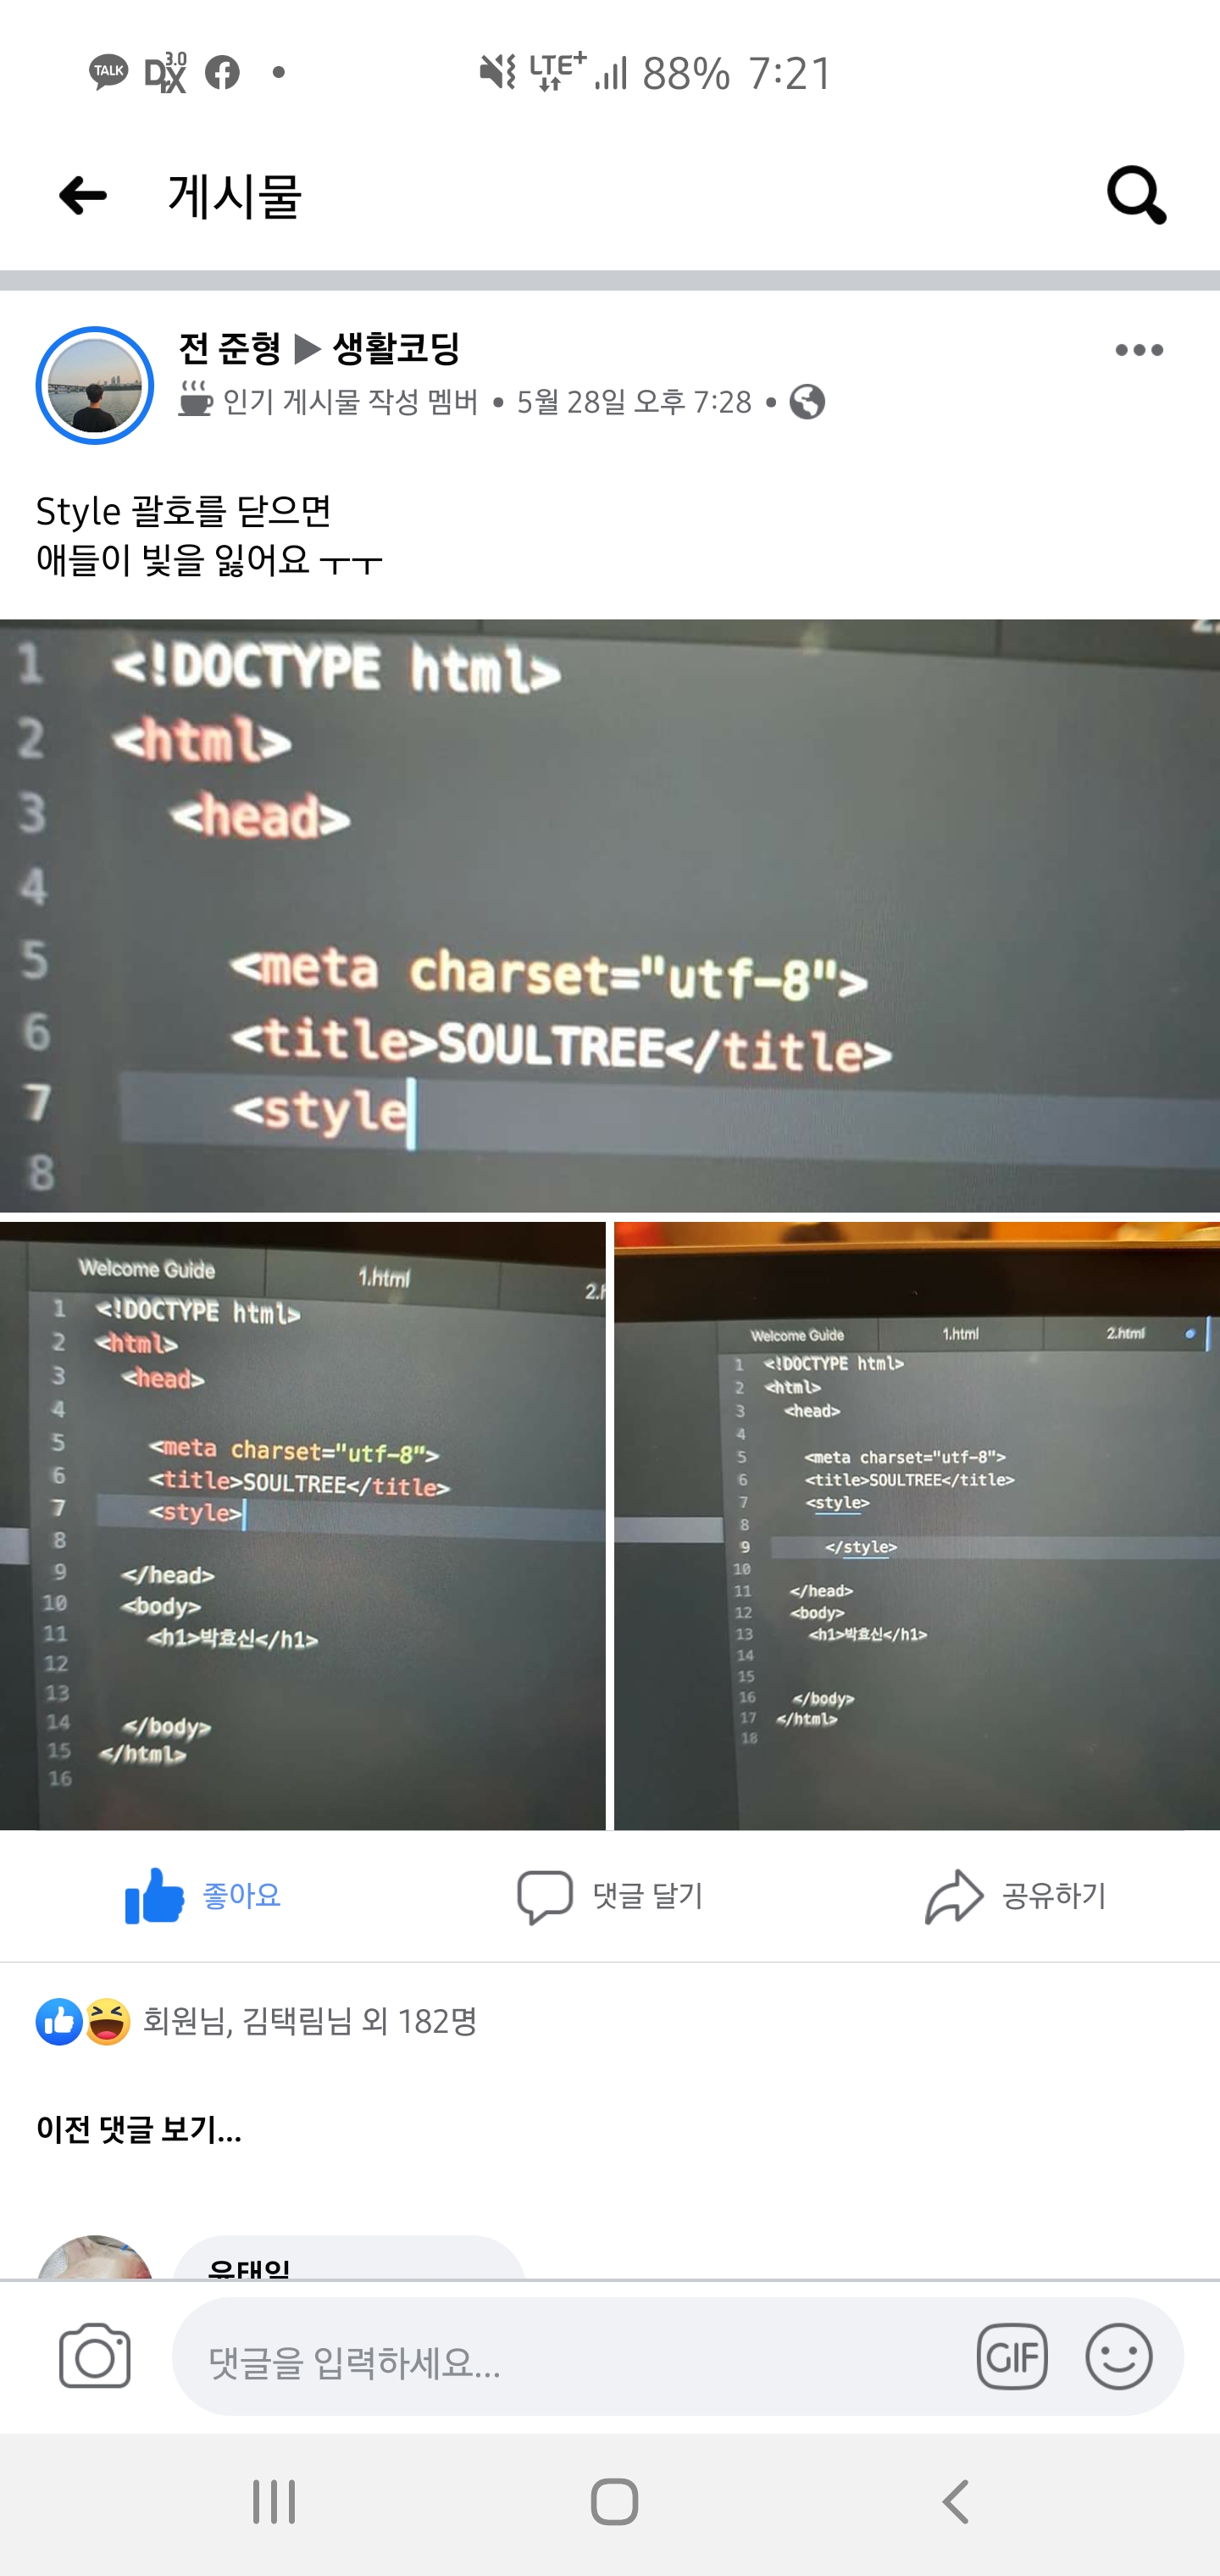 TALK
3.0
LTE+ 88% 7:21
게시물
전 준형 ▶ 생활코딩
인기 게시물 작성 멤버 • 5월 28일 오후 7:28 •
Style 괄호를 닫으면
애들이 빛을 잃어요 ㅜㅜ
1 <!DOCTYPE html>
2 <html>
3 <head>
4
5 <meta charset="utf-8">
6 <title>SOULTREE</title>
7 <style
8
Welcome Guide 1.html
1 <!DOCTYPE html>
2 <html>
3 <head>
4
5 <meta charset="utf-8">
6 <title>SOULTREE</title>
7 <style>
8
9 </head>
10 <body>
11 <h1>박효신</h1>
12
13
14 </body>
15 </html>
16
Welcome Guide 1.html 2.html
1 <!DOCTYPE html>
2 <html>
3 <head>
4
5 <meta charset="utf-8">
6 <title>SOULTREE</title>
7 <style>
8
9 </style>
10
11 </head>
12 <body>
13 <h1>박효신</h1>
14
15
16 </body>
17 </html>
18
좋아요 댓글 달기 공유하기
회원님, 김택림님 외 182명
이전 댓글 보기...
댓글을 입력하세요... GIF